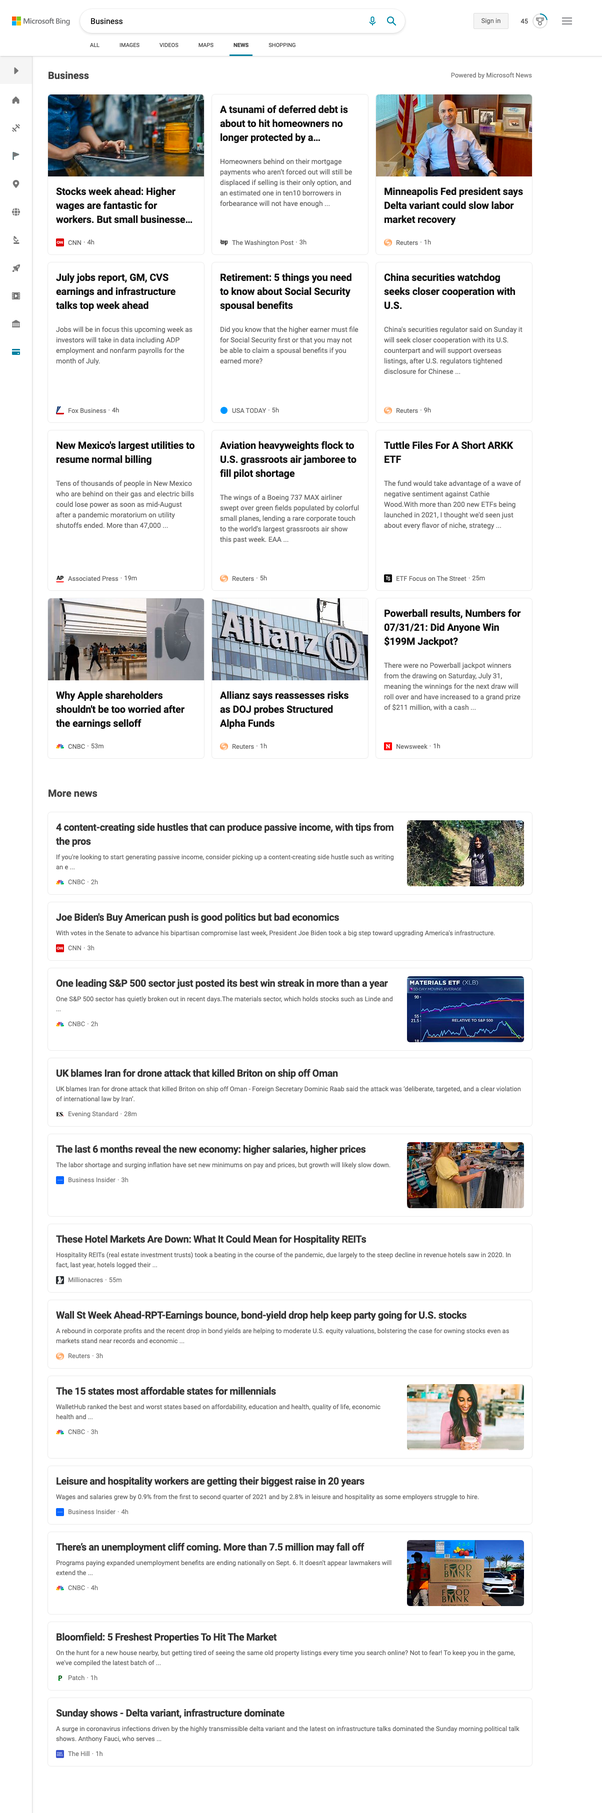 Microsoft Bing
Business
Sign in
45
ALL IMAGES VIDEOS MAPS NEWS SHOPPING
Business
Powered by Microsoft News
Stocks week ahead: Higher
wages are fantastic for
workers. But small businesse...
CNN · 4h
A tsunami of deferred debt is
about to hit homeowners no
longer protected by a...
Homeowners behind on their mortgage
payments who aren't forced out will still be
displaced if selling is their only option, and
an estimated one in ten10 borrowers in
forbearance will not have enough ...
The Washington Post · 3h
Minneapolis Fed president says
Delta variant could slow labor
market recovery
Reuters · 1h
July jobs report, GM, CVS
earnings and infrastructure
talks top week ahead
Jobs will be in focus this upcoming week as
investors will take in data including ADP
employment and nonfarm payrolls for the
month of July.
Fox Business · 4h
Retirement: 5 things you need
to know about Social Security
spousal benefits
Did you know that the higher earner must file
for Social Security first or that you may not
be able to claim a spousal benefits if you
earned more?
USA TODAY · 5h
China securities watchdog
seeks closer cooperation with
U.S.
China's securities regulator said on Sunday it
will seek closer cooperation with its U.S.
counterpart and will support overseas
listings, after U.S. regulators tightened
disclosure for Chinese ...
Reuters · 9h
New Mexico's largest utilities to
resume normal billing
Tens of thousands of people in New Mexico
who are behind on their gas and electric bills
could lose power as soon as mid-August
after a pandemic moratorium on utility
shutoffs ended. More than 47,000 ...
AP Associated Press · 19m
Aviation heavyweights flock to
U.S. grassroots air jamboree to
fill pilot shortage
The wings of a Boeing 737 MAX airliner
swept over green fields populated by colorful
small planes, lending a rare corporate touch
to the world's largest grassroots air show
this past week. EAA ...
Reuters · 5h
Tuttle Files For A Short ARKK
ETF
The fund would take advantage of a wave of
negative sentiment against Cathie
Wood.With more than 200 new ETFs being
launched in 2021, I thought we'd seen just
about every flavor of niche, strategy ...
ETF Focus on The Street · 25m
Why Apple shareholders
shouldn't be too worried after
the earnings selloff
CNBC · 53m
Allianz
Allianz says reassesses risks
as DOJ probes Structured
Alpha Funds
Reuters · 1h
Powerball results, Numbers for
07/31/21: Did Anyone Win
$199M Jackpot?
There were no Powerball jackpot winners
from the drawing on Saturday, July 31,
meaning the winnings for the next draw will
roll over and have increased to a grand prize
of $211 million, with a cash ...
N Newsweek · 1h
More news
4 content-creating side hustles that can produce passive income, with tips from
the pros
If you're looking to start generating passive income, consider picking up a content-creating side hustle such as writing
an e ...
CNBC · 2h
Joe Biden's Buy American push is good politics but bad economics
With votes in the Senate to advance his bipartisan compromise last week, President Joe Biden took a big step toward upgrading America's infrastructure.
CNN · 3h
One leading S&P 500 sector just posted its best win streak in more than a year
One S&P 500 sector has quietly broken out in recent days.The materials sector, which holds stocks such as Linde and
...
CNBC · 2h
MATERIALS ETF (XLB)
RELATIVE TO S&P 500
UK blames Iran for drone attack that killed Briton on ship off Oman
UK blames Iran for drone attack that killed Briton on ship off Oman - Foreign Secretary Dominic Raab said the attack was 'deliberate, targeted, and a clear violation
of international law by Iran'.
ES. Evening Standard · 28m
The last 6 months reveal the new economy: higher salaries, higher prices
The labor shortage and surging inflation have set new minimums on pay and prices, but growth will likely slow down.
Business Insider · 3h
These Hotel Markets Are Down: What It Could Mean for Hospitality REITs
Hospitality REITs (real estate investment trusts) took a beating in the course of the pandemic, due largely to the steep decline in revenue hotels saw in 2020. In
fact, last year, hotels logged their ...
Millionacres · 55m
Wall St Week Ahead-RPT-Earnings bounce, bond-yield drop help keep party going for U.S. stocks
A rebound in corporate profits and the recent drop in bond yields are helping to moderate U.S. equity valuations, bolstering the case for owning stocks even as
markets stand near records and economic ...
Reuters · 3h
The 15 states most affordable states for millennials
WalletHub ranked the best and worst states based on affordability, education and health, quality of life, economic
health and ...
CNBC · 3h
Leisure and hospitality workers are getting their biggest raise in 20 years
Wages and salaries grew by 0.9% from the first to second quarter of 2021 and by 2.8% in leisure and hospitality as some employers struggle to hire.
Business Insider · 4h
There's an unemployment cliff coming. More than 7.5 million may fall off
Programs paying expanded unemployment benefits are ending nationally on Sept. 6. It doesn't appear lawmakers will
extend the ...
CNBC · 4h
FOOD
BANK
FOOD
BANK
Bloomfield: 5 Freshest Properties To Hit The Market
On the hunt for a new house nearby, but getting tired of seeing the same old property listings every time you search online? Not to fear! To keep you in the game,
we've compiled the latest batch of ...
P Patch · 1h
Sunday shows - Delta variant, infrastructure dominate
A surge in coronavirus infections driven by the highly transmissible delta variant and the latest on infrastructure talks dominated the Sunday morning political talk
shows. Anthony Fauci, who serves ...
The Hill · 1h